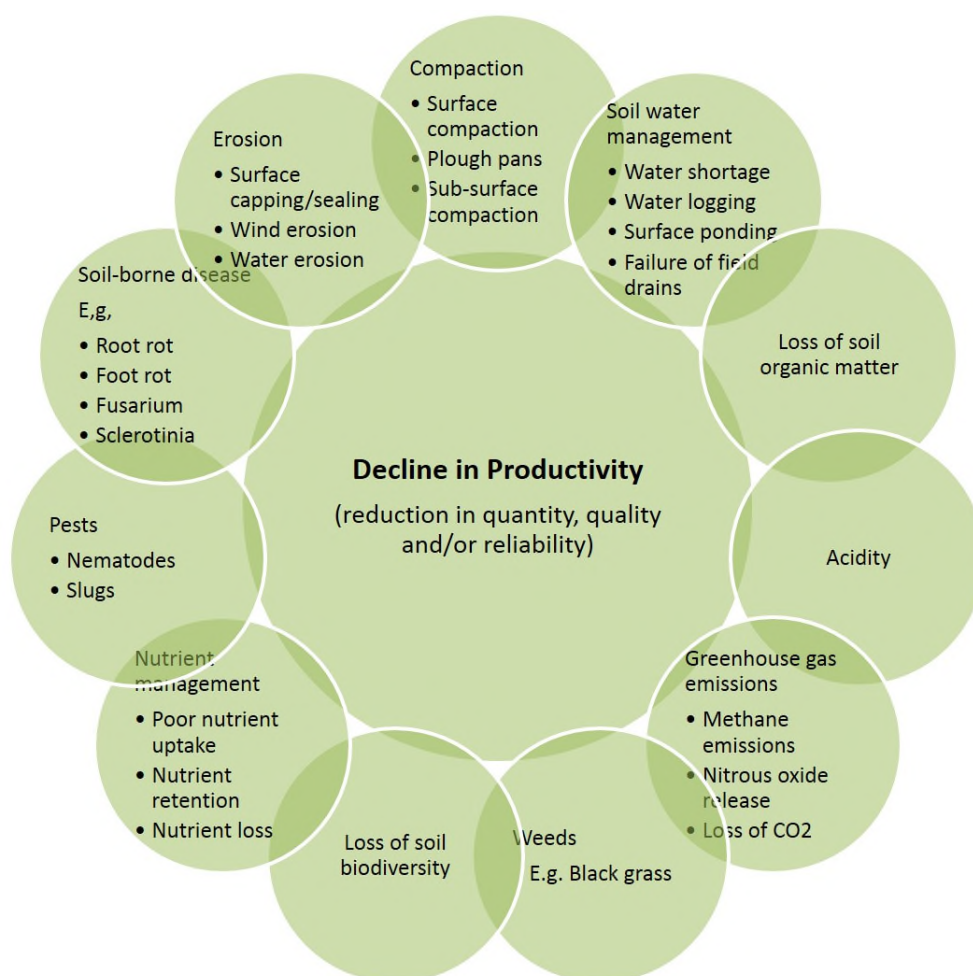 Compaction
• Surface
compaction
• Plough pans
• Sub-surface
compaction
Soil water
management
• Water shortage
• Water logging
• Surface ponding
• Failure of field
drains
Loss of soil
organic matter
Acidity
Greenhouse gas
emissions
• Methane
emissions
• Nitrous oxide
release
• Loss of CO2
Weeds
E.g. Black grass
Loss of soil
biodiversity
Nutrient
management
• Poor nutrient
uptake
• Nutrient
retention
• Nutrient loss
Pests
• Nematodes
• Slugs
Soil-borne disease
E,g,
• Root rot
• Foot rot
• Fusarium
• Sclerotinia
Erosion
• Surface
capping/sealing
• Wind erosion
• Water erosion
Decline in Productivity
(reduction in quantity, quality
and/or reliability)